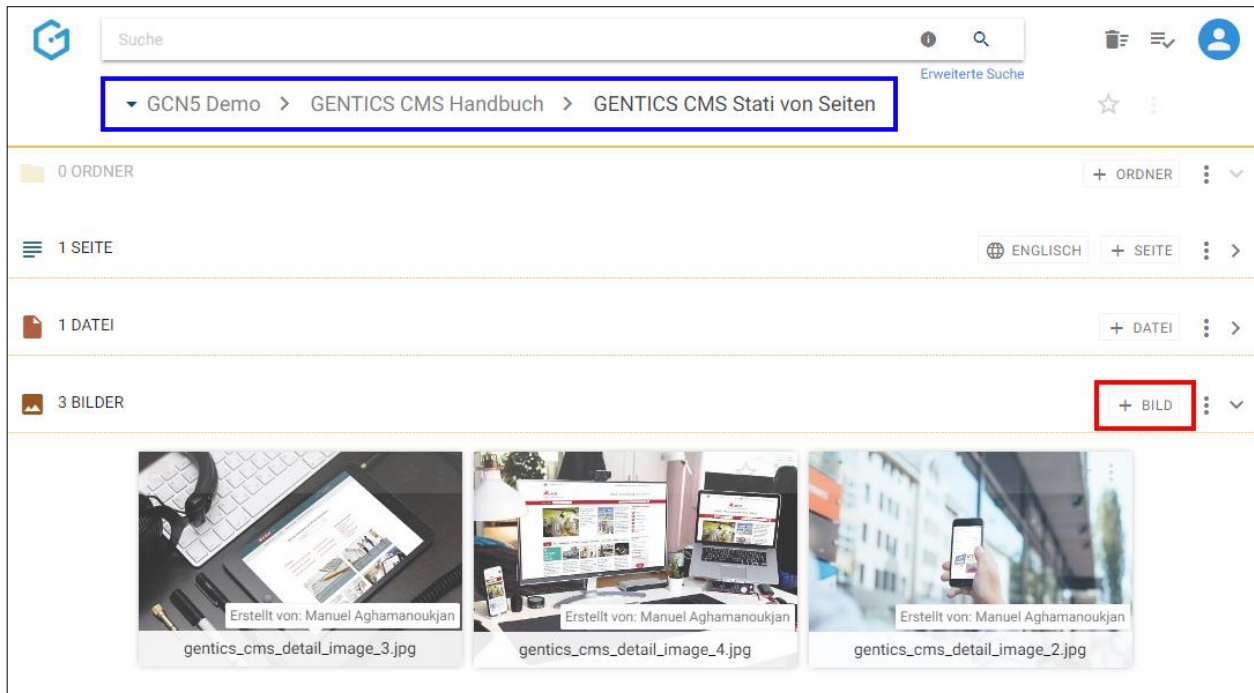 Suche
Erweiterte Suche
GCN5 Demo > GENTICS CMS Handbuch > GENTICS CMS Stati von Seiten
0 ORDNER
+ ORDNER
1 SEITE
ENGLISCH
+ SEITE
1 DATEI
+ DATEI
3 BILDER
+ BILD
Erstellt von: Manuel Aghamanoukjan
Erstellt von: Manuel Aghamanoukjan
Erstellt von: Manuel Aghamanoukjan
gentics_cms_detail_image_3.jpg
gentics_cms_detail_image_4.jpg
gentics_cms_detail_image_2.jpg